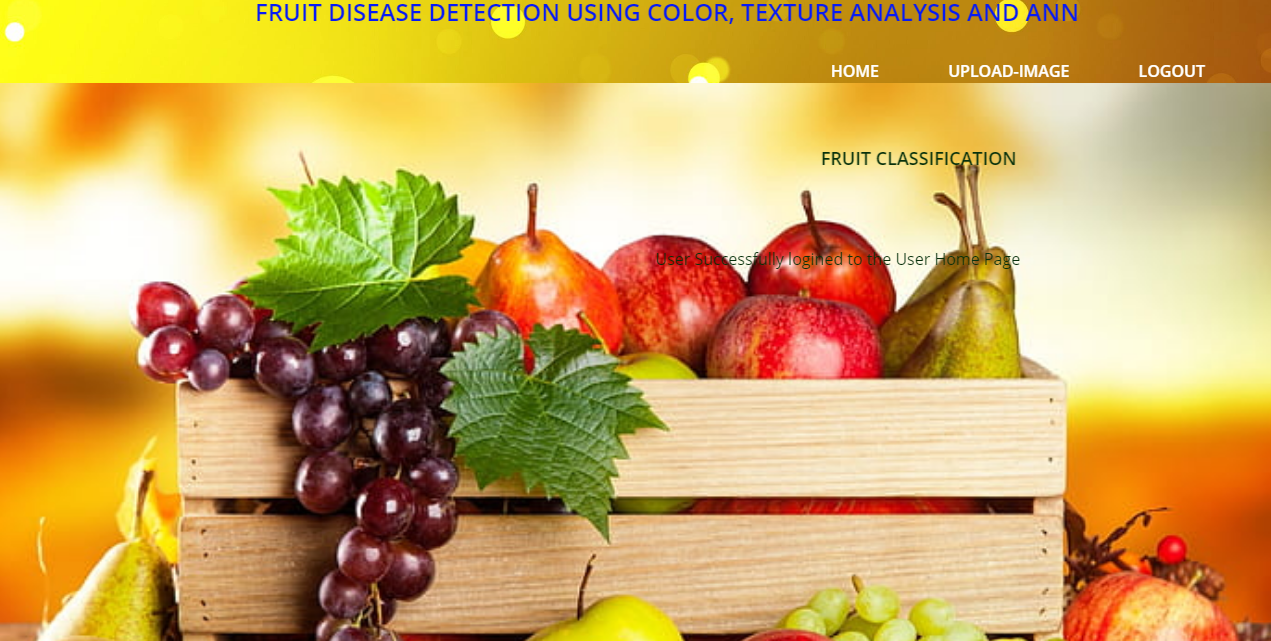 FRUIT DISEASE DETECTION USING COLOR, TEXTURE ANALYSIS AND ANN
HOME UPLOAD-IMAGE LOGOUT
FRUIT CLASSIFICATION
User Successfully logined to the User Home Page